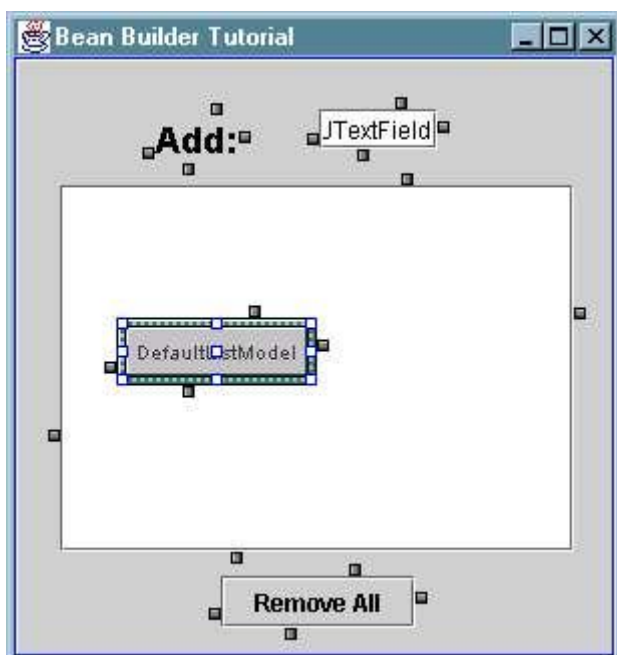 Bean Builder Tutorial
Add:
JTextField
DefaultListModel
Remove All